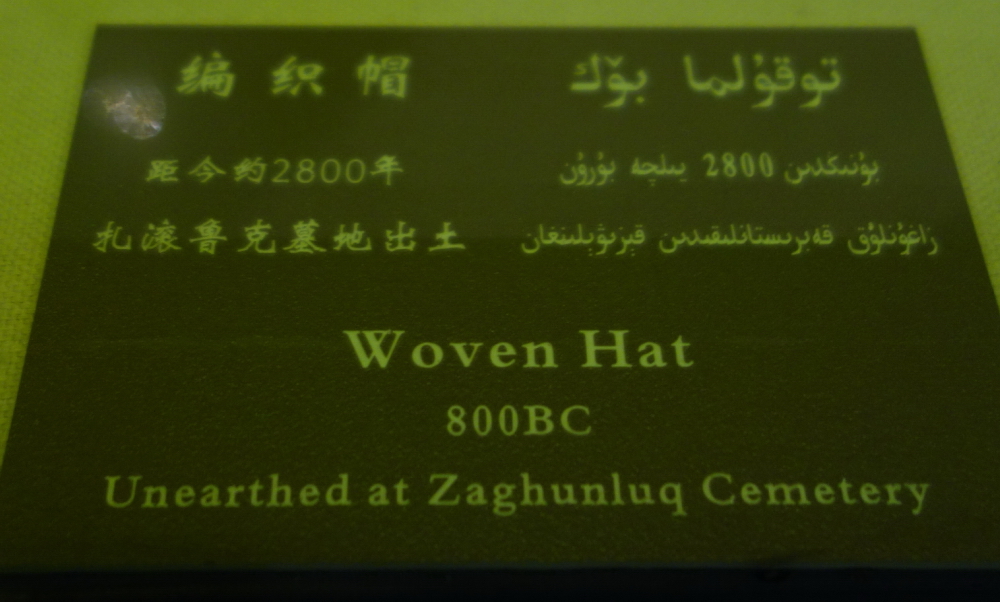 编织帽
توقۇلما بۆك
距今约2800年
بۇنىڭدىن 2800 يىلچە بۇرۇن
扎滚鲁克墓地出土
زاغۇنلۇق قەبرىستانلىقىدىن قېزىۋېلىنغان
Woven Hat
800BC
Unearthed at Zaghunluq Cemetery